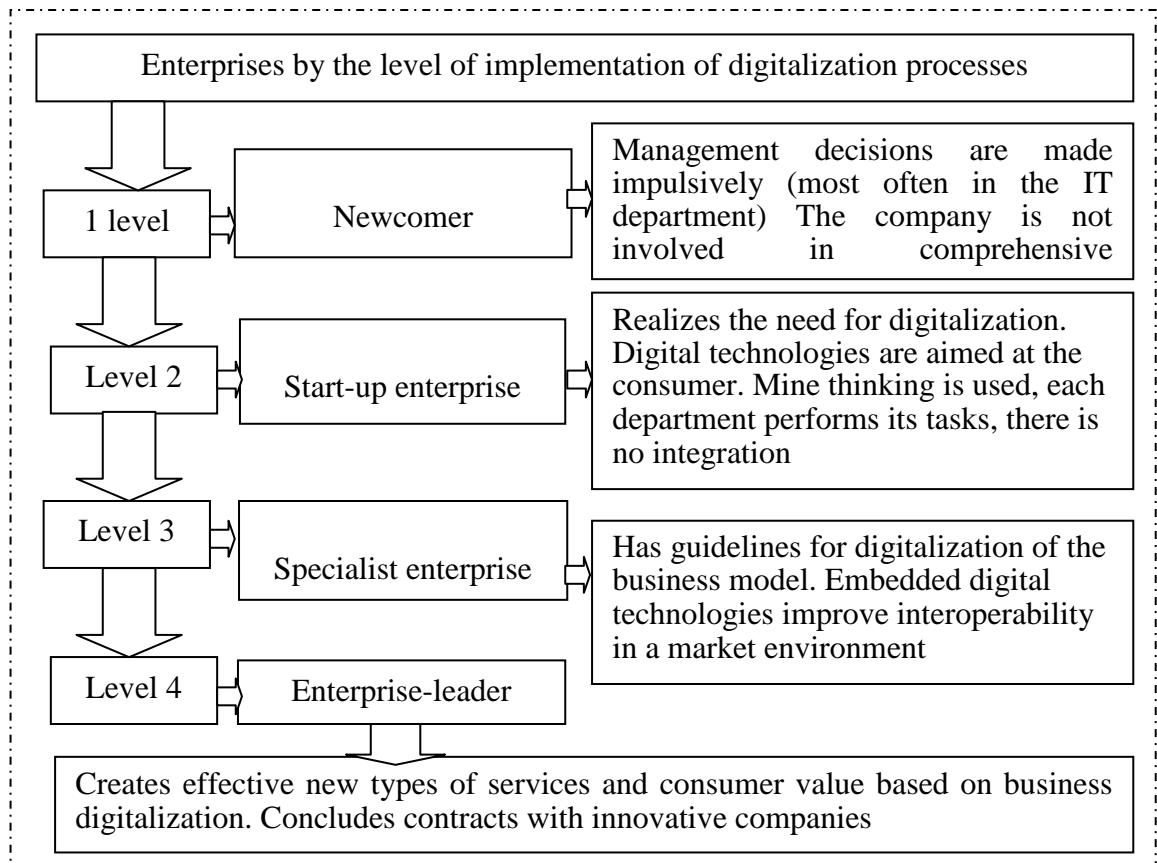 Enterprises by the level of implementation of digitalization processes
1 level
Newcomer
Management decisions are made
impulsively (most often in the IT
department) The company is not
involved in comprehensive
Level 2
Start-up enterprise
Realizes the need for digitalization.
Digital technologies are aimed at the
consumer. Mine thinking is used, each
department performs its tasks, there is
no integration
Level 3
Specialist enterprise
Has guidelines for digitalization of the
business model. Embedded digital
technologies improve interoperability
in a market environment
Level 4
Enterprise-leader
Creates effective new types of services and consumer value based on business
digitalization. Concludes contracts with innovative companies